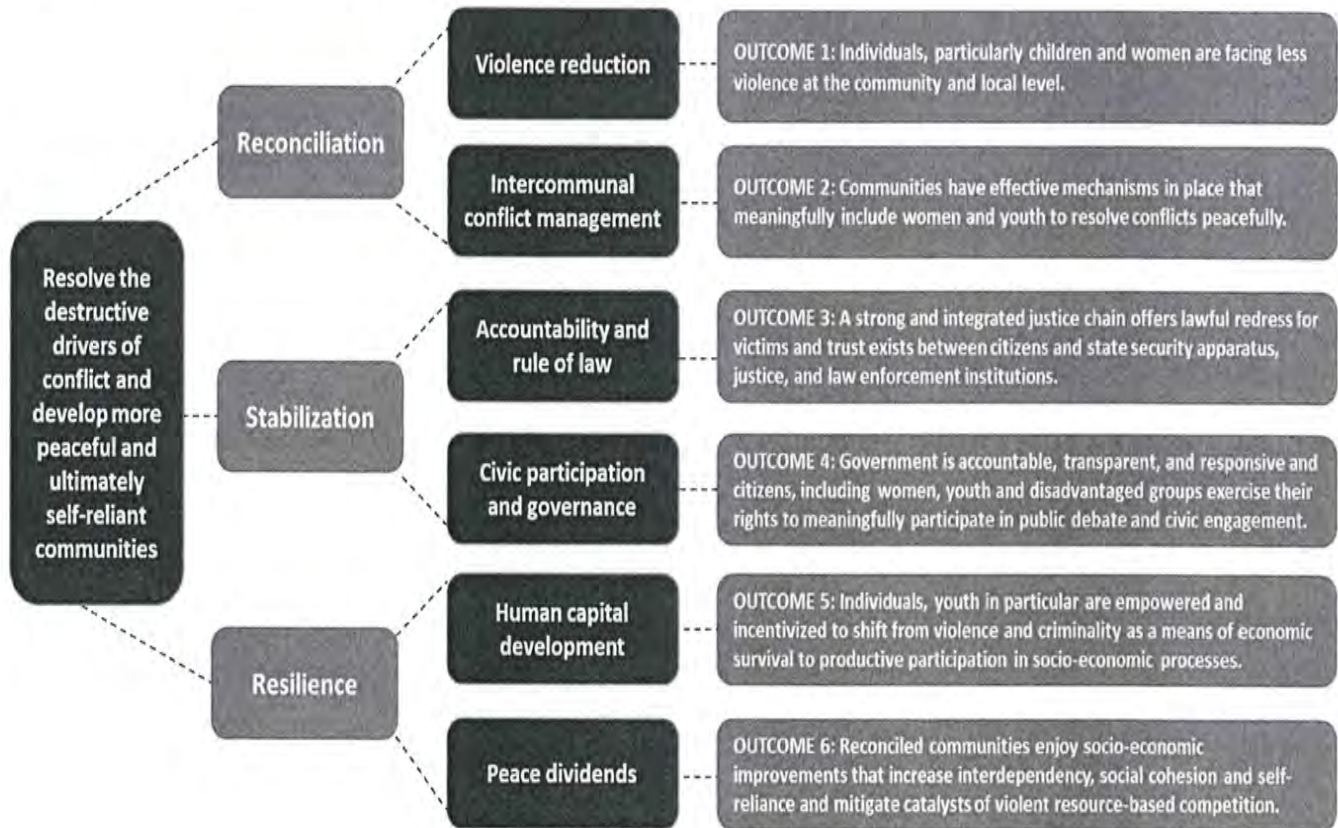 Resolve the
destructive
drivers of
conflict and
develop more
peaceful and
ultimately
self-reliant
communities
Reconciliation
Violence reduction
OUTCOME 1: Individuals, particularly children and women are facing less
violence at the community and local level.
Intercommunal
conflict management
OUTCOME 2: Communities have effective mechanisms in place that
meaningfully include women and youth to resolve conflicts peacefully.
Stabilization
Accountability and
rule of law
OUTCOME 3: A strong and integrated justice chain offers lawful redress for
victims and trust exists between citizens and state security apparatus,
justice, and law enforcement institutions.
Civic participation
and governance
OUTCOME 4: Government is accountable, transparent, and responsive and
citizens, including women, youth and disadvantaged groups exercise their
rights to meaningfully participate in public debate and civic engagement.
Resilience
Human capital
development
OUTCOME 5: Individuals, youth in particular are empowered and
incentivized to shift from violence and criminality as a means of economic
survival to productive participation in socio-economic processes.
Peace dividends
OUTCOME 6: Reconciled communities enjoy socio-economic
improvements that increase interdependency, social cohesion and self-
reliance and mitigate catalysts of violent resource-based competition.